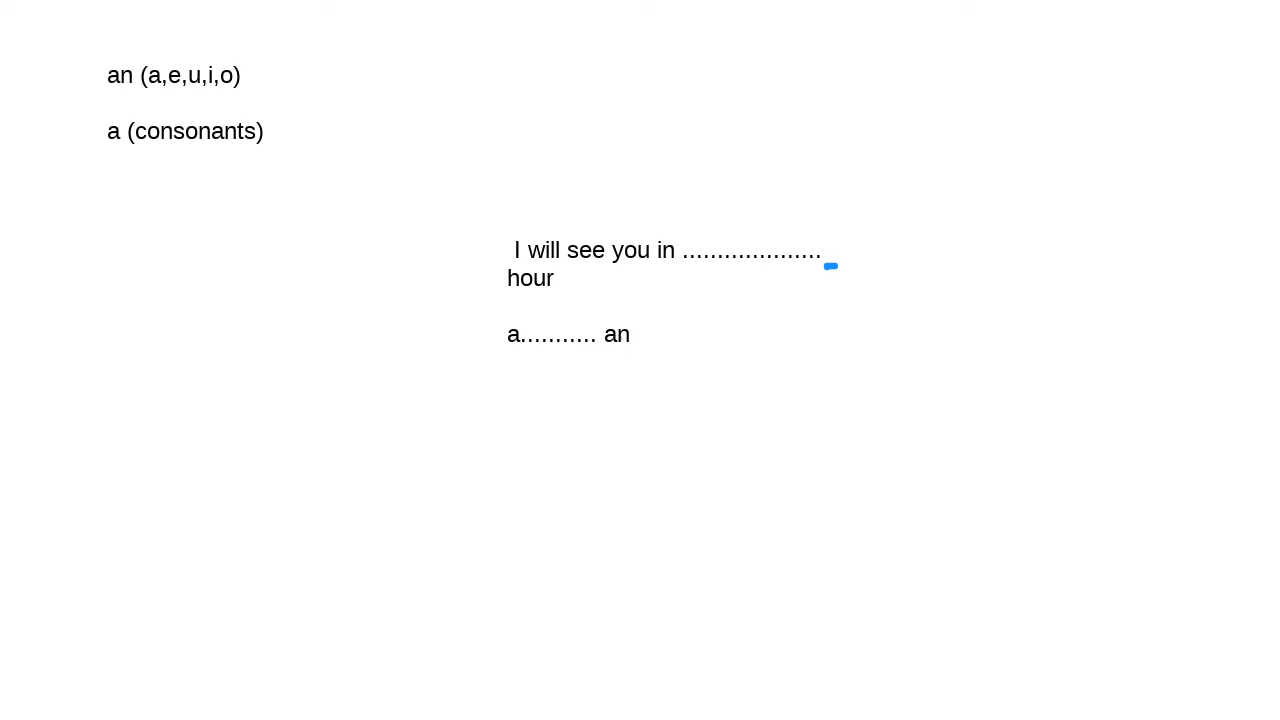 an (a,e,u,i,o)
a (consonants)
I will see you in ....................
hour
a........... an